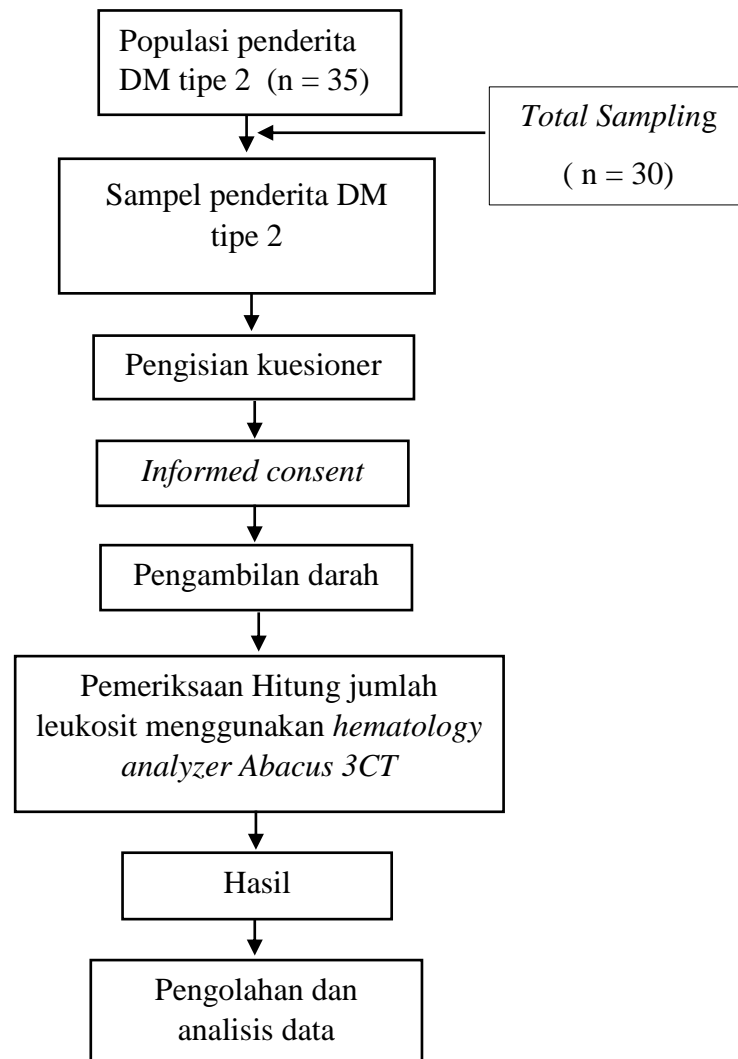 Populasi penderita
DM tipe 2 (n = 35)
Total Sampling
( n = 30)
Sampel penderita DM
tipe 2
Pengisian kuesioner
Informed consent
Pengambilan darah
Pemeriksaan Hitung jumlah
leukosit menggunakan hematology
analyzer Abacus 3CT
Hasil
Pengolahan dan
analisis data